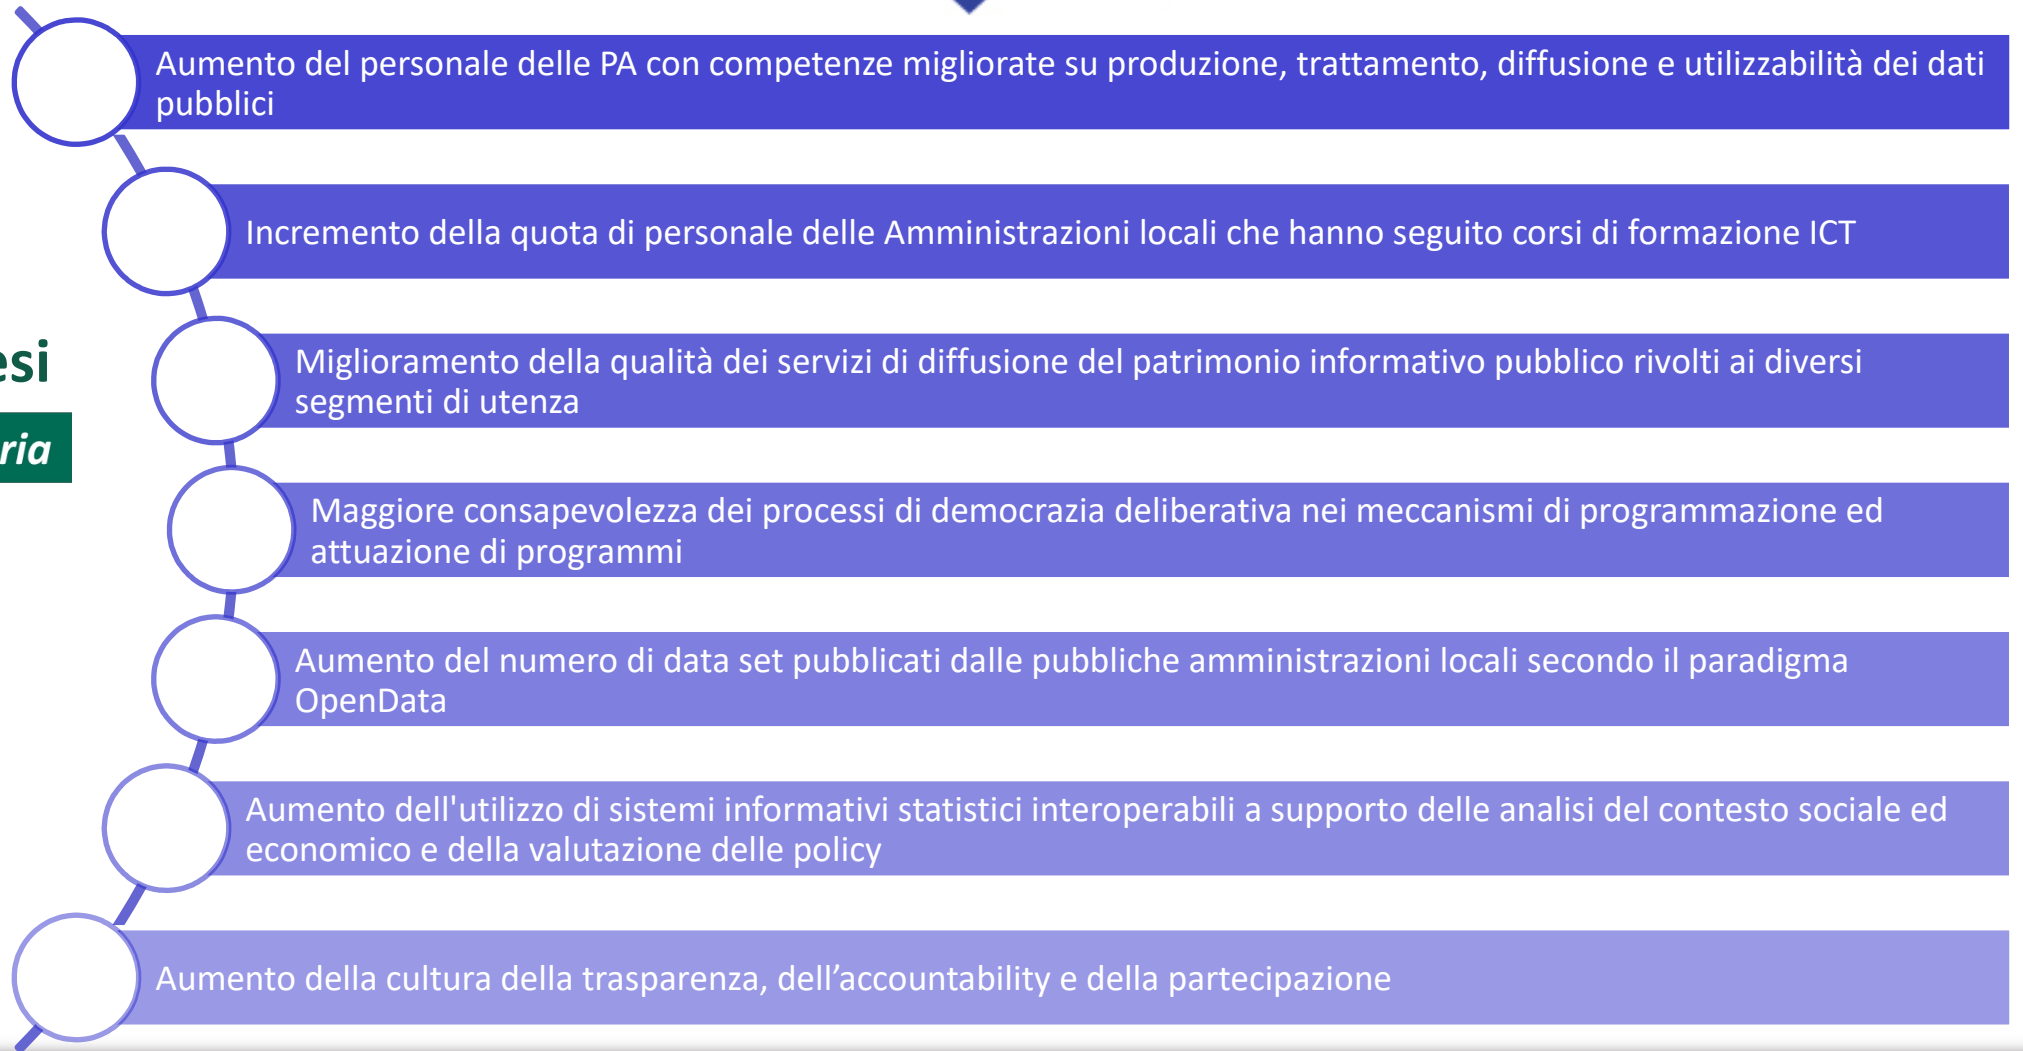 Aumento del personale delle PA con competenze migliorate su produzione, trattamento, diffusione e utilizzabilità dei dati
pubblici
Incremento della quota di personale delle Amministrazioni locali che hanno seguito corsi di formazione ICT
esi
ria
Miglioramento della qualità dei servizi di diffusione del patrimonio informativo pubblico rivolti ai diversi
segmenti di utenza
Maggiore consapevolezza dei processi di democrazia deliberativa nei meccanismi di programmazione ed
attuazione di programmi
Aumento del numero di data set pubblicati dalle pubbliche amministrazioni locali secondo il paradigma
OpenData
Aumento dell'utilizzo di sistemi informativi statistici interoperabili a supporto delle analisi del contesto sociale ed
economico e della valutazione delle policy
Aumento della cultura della trasparenza, dell’accountability e della partecipazione